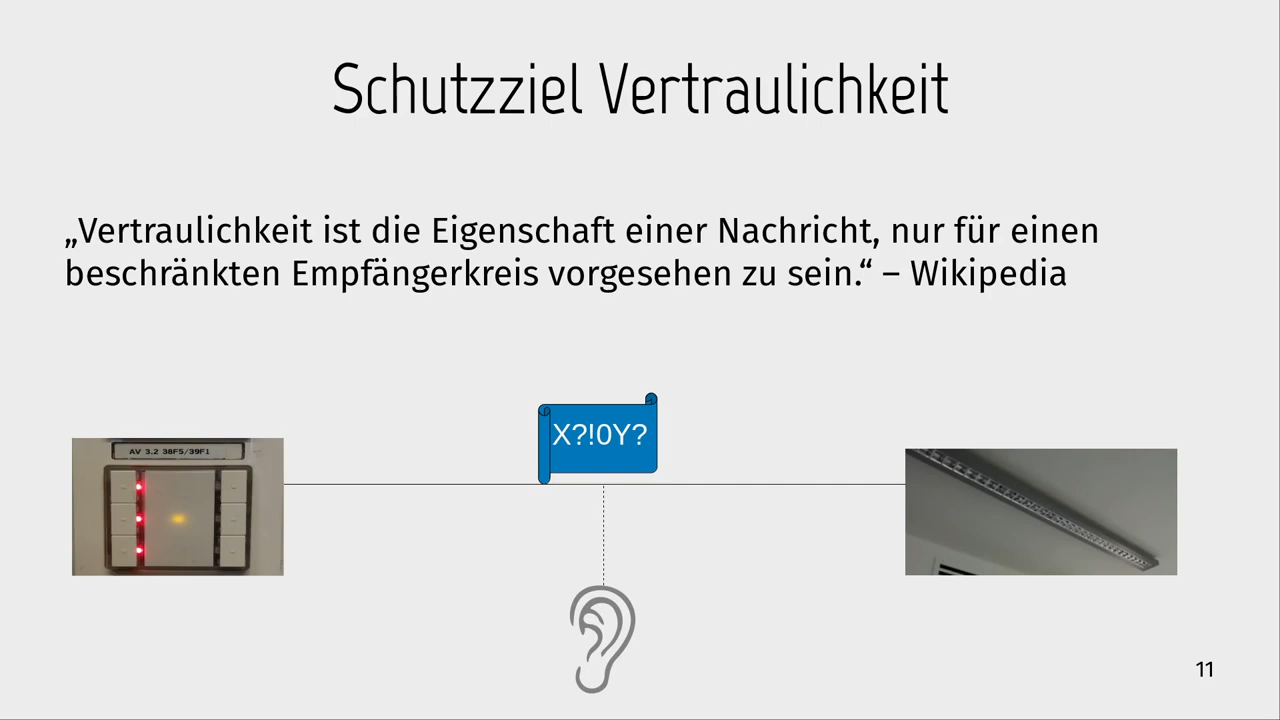 Schutzziel Vertraulichkeit
„Vertraulichkeit ist die Eigenschaft einer Nachricht, nur für einen
beschränkten Empfängerkreis vorgesehen zu sein.“ – Wikipedia
X?!0Y?
AV 3.2 38F5/39F1
11